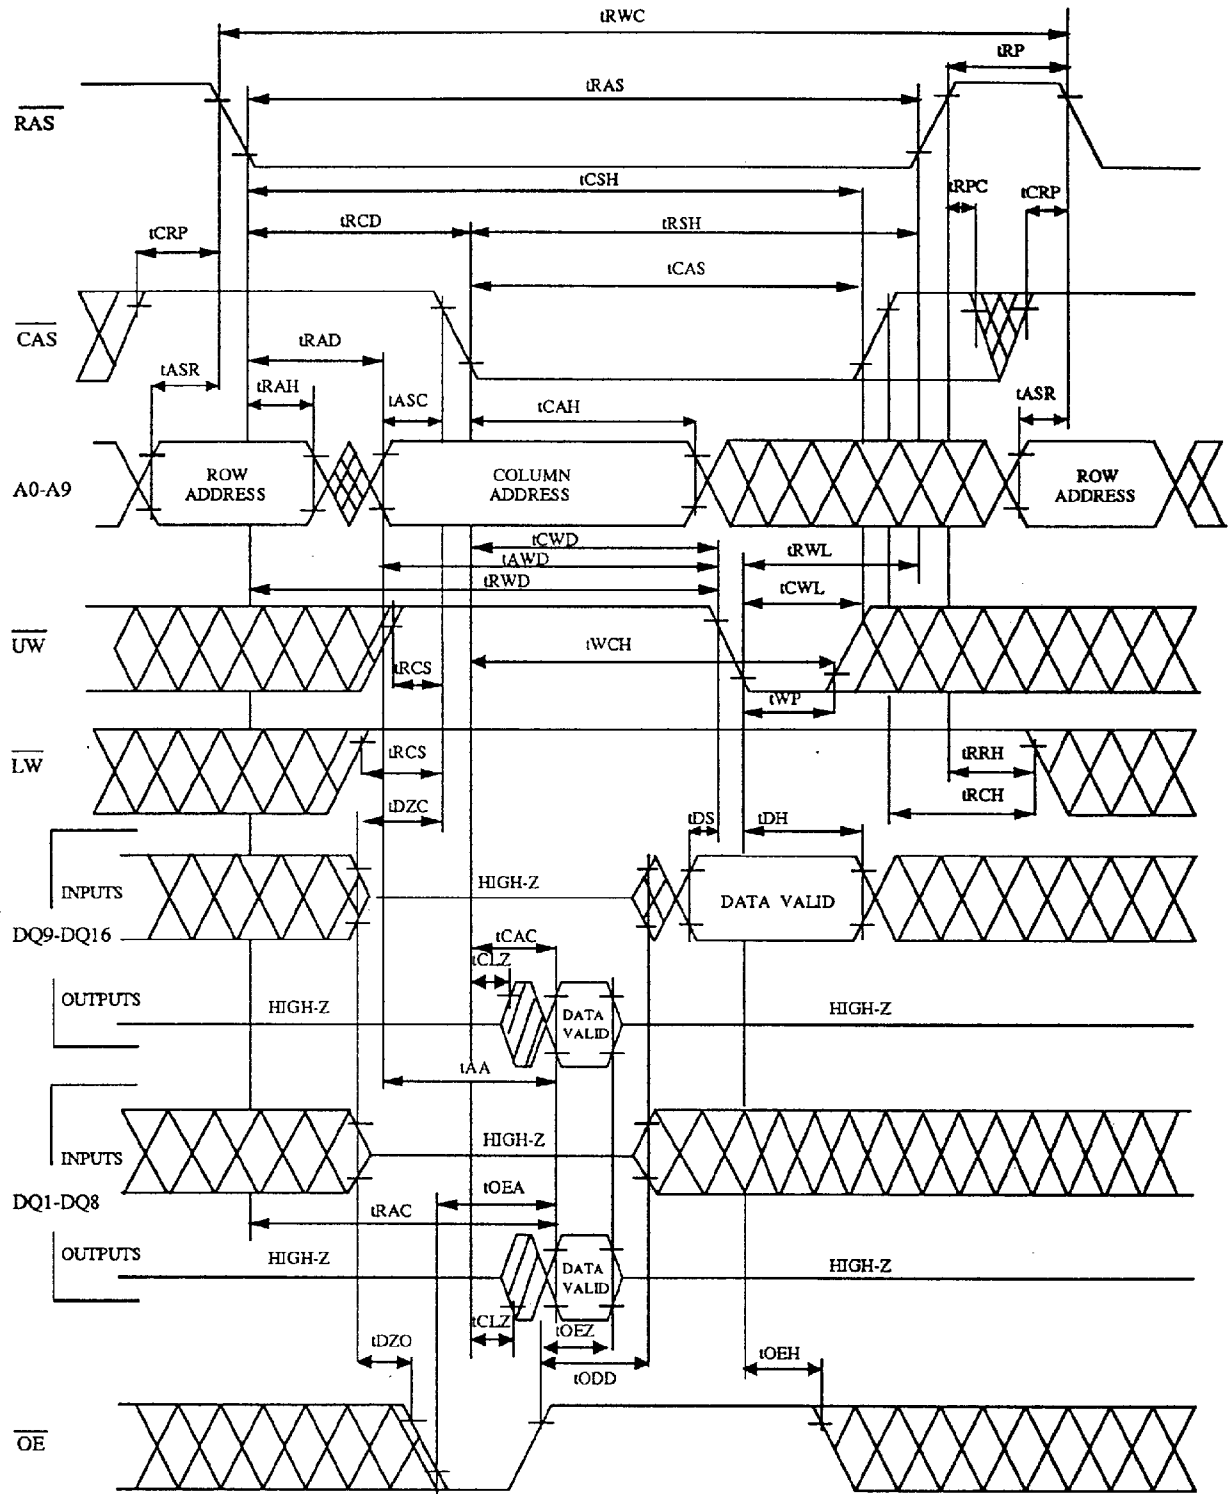 tRWC
tRP
tRAS
RAS
tCSH
tRPC
tCRP
tRCD
tRSH
tCRP
tCAS
CAS
tRAD
tASR
tRAH
tASC
tCAH
tASR
A0-A9
ROW ADDRESS
COLUMN ADDRESS
ROW ADDRESS
tCWD
tAWD
tRWL
tRWD
tCWL
UW
tWCH
tRCS
tWP
LW
tRCS
tRRH
tRCH
tDZC
tDS
tDH
INPUTS
HIGH-Z
DATA VALID
DQ9-DQ16
tCAC
tCLZ
OUTPUTS
HIGH-Z
DATA VALID
HIGH-Z
tAA
INPUTS
HIGH-Z
DQ1-DQ8
tOEA
tRAC
OUTPUTS
HIGH-Z
DATA VALID
HIGH-Z
tCLZ
tOEZ
tDZO
tODD
tOEH
OE